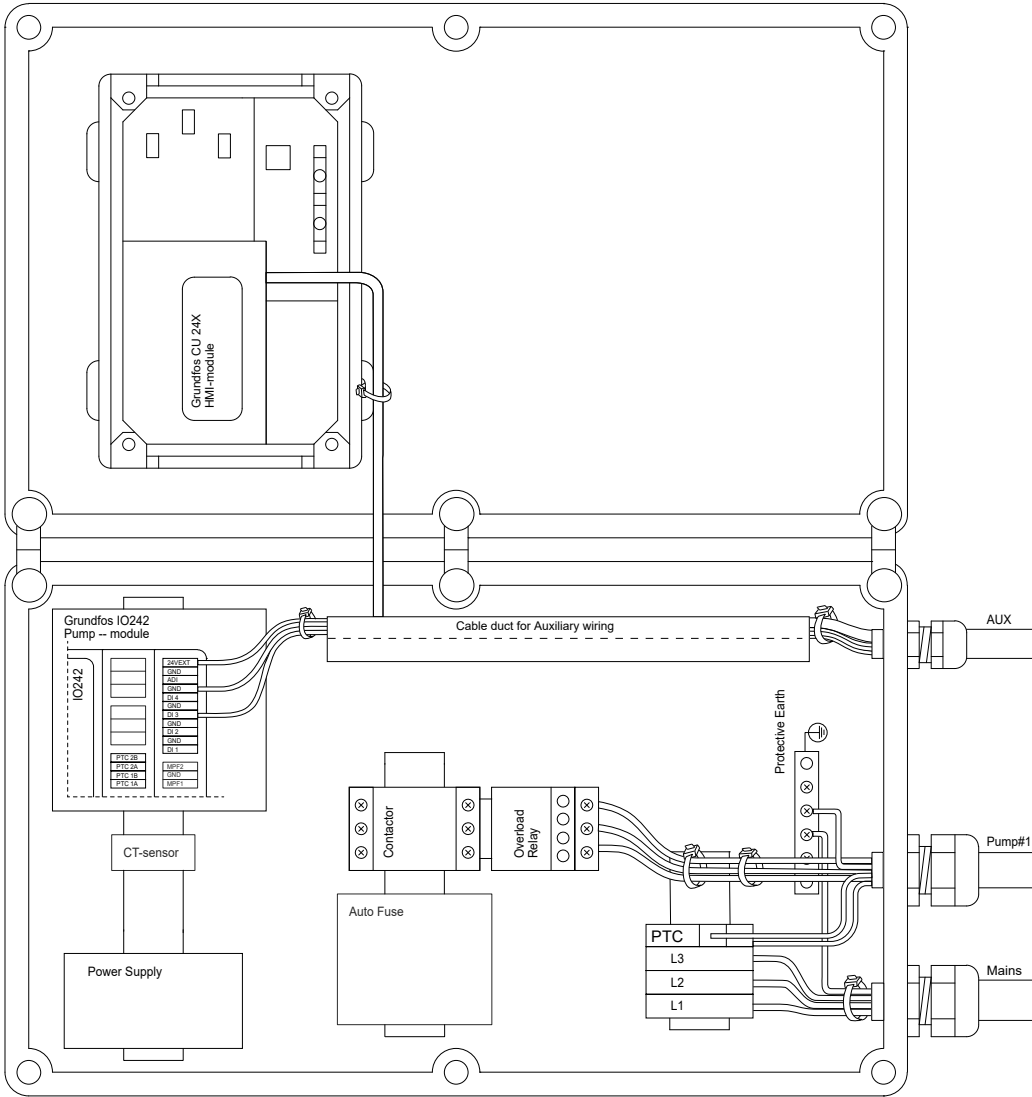 Grundfos CU 24X
HMI-module
Grundfos IO242
Pump -- module
IO242
24VEXT
GND
ADI
GND
DI 4
GND
DI 3
GND
DI 2
GND
DI 1
PTC 2B
PTC 2A
PTC 1B
PTC 1A
MPF2
GND
MPF1
Cable duct for Auxiliary wiring
AUX
Protective Earth
CT-sensor
Contactor
Overload
Relay
Pump#1
Auto Fuse
PTC
L3
L2
L1
Power Supply
Mains